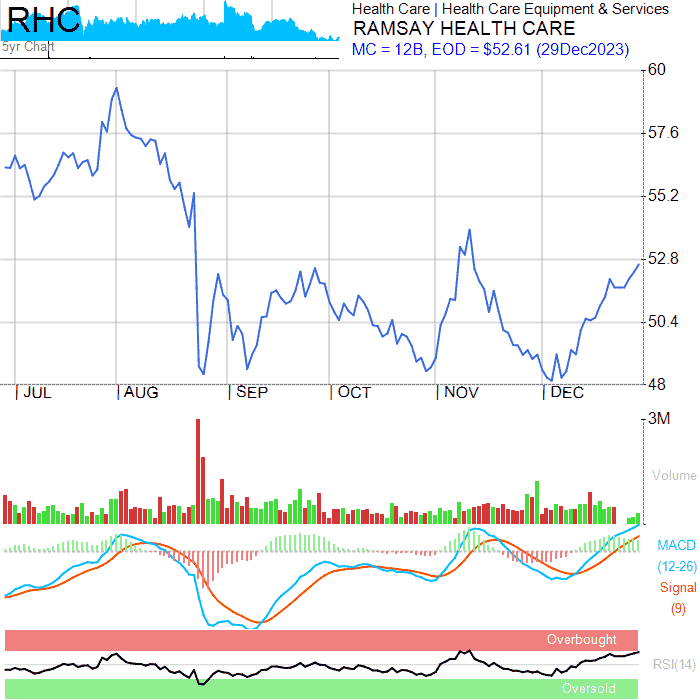 RHC
5yr Chart
Health Care | Health Care Equipment & Services
RAMSAY HEALTH CARE
MC = 12B, EOD = $52.61 (29Dec2023)
60
57.6
55.2
52.8
50.4
48
JUL AUG SEP OCT NOV DEC
3M
Volume
MACD
(12-26)
Signal
(9)
Overbought
RSI(14)
Oversold